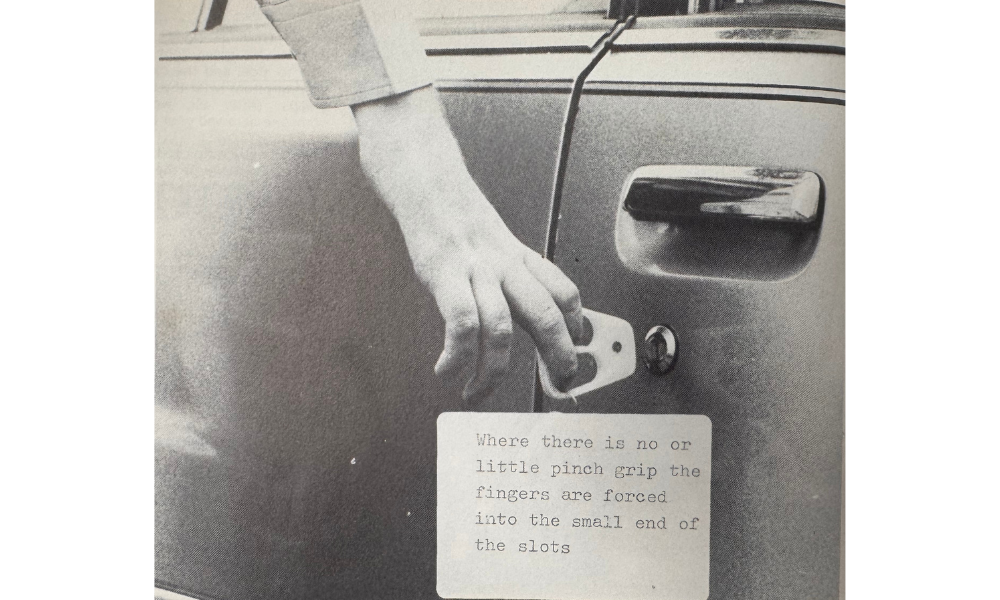 Where there is no or
little pinch grip the
fingers are forced
into the small end of
the slots